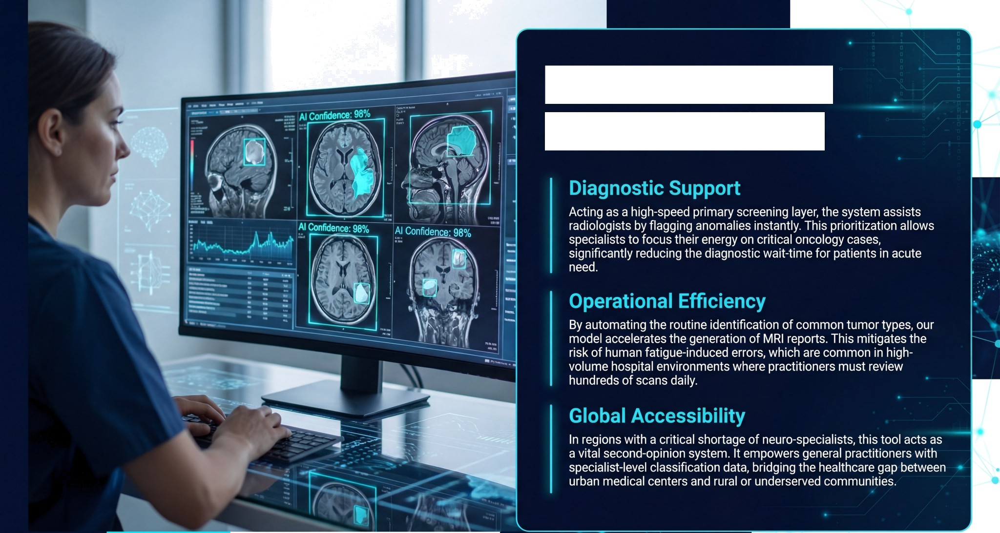 AI Confidence: 98%
AI Confidence: 98%
AI Confidence: 98%
Diagnostic Support
Acting as a high-speed primary screening layer, the system assists
radiologists by flagging anomalies instantly. This prioritization allows
specialists to focus their energy on critical oncology cases,
significantly reducing the diagnostic wait-time for patients in acute
need.
Operational Efficiency
By automating the routine identification of common tumor types, our
model accelerates the generation of MRI reports. This mitigates the
risk of human fatigue-induced errors, which are common in high-
volume hospital environments where practitioners must review
hundreds of scans daily.
Global Accessibility
In regions with a critical shortage of neuro-specialists, this tool acts as
a vital second-opinion system. It empowers general practitioners with
specialist-level classification data, bridging the healthcare gap between
urban medical centers and rural or underserved communities.